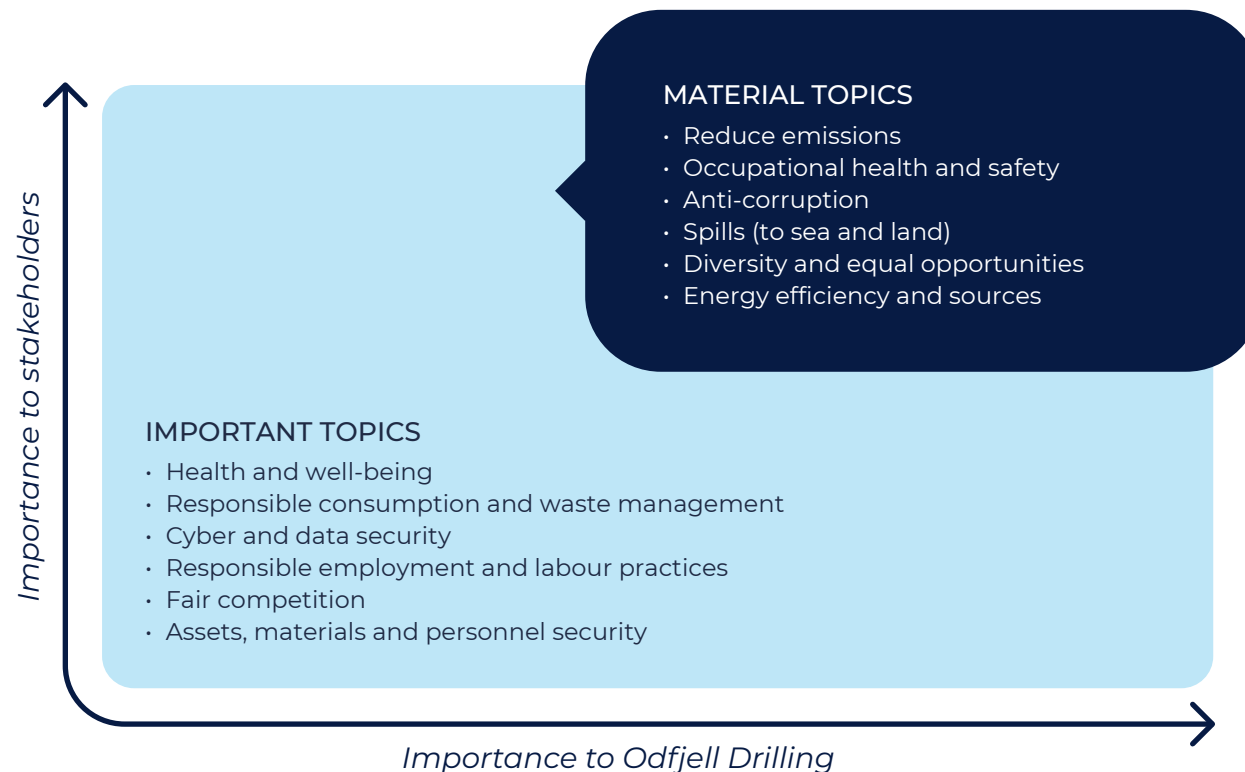 MATERIAL TOPICS
• Reduce emissions
• Occupational health and safety
• Anti-corruption
• Spills (to sea and land)
• Diversity and equal opportunities
• Energy efficiency and sources
Importance to stakeholders
IMPORTANT TOPICS
• Health and well-being
• Responsible consumption and waste management
• Cyber and data security
• Responsible employment and labour practices
• Fair competition
• Assets, materials and personnel security
Importance to Odfjell Drilling